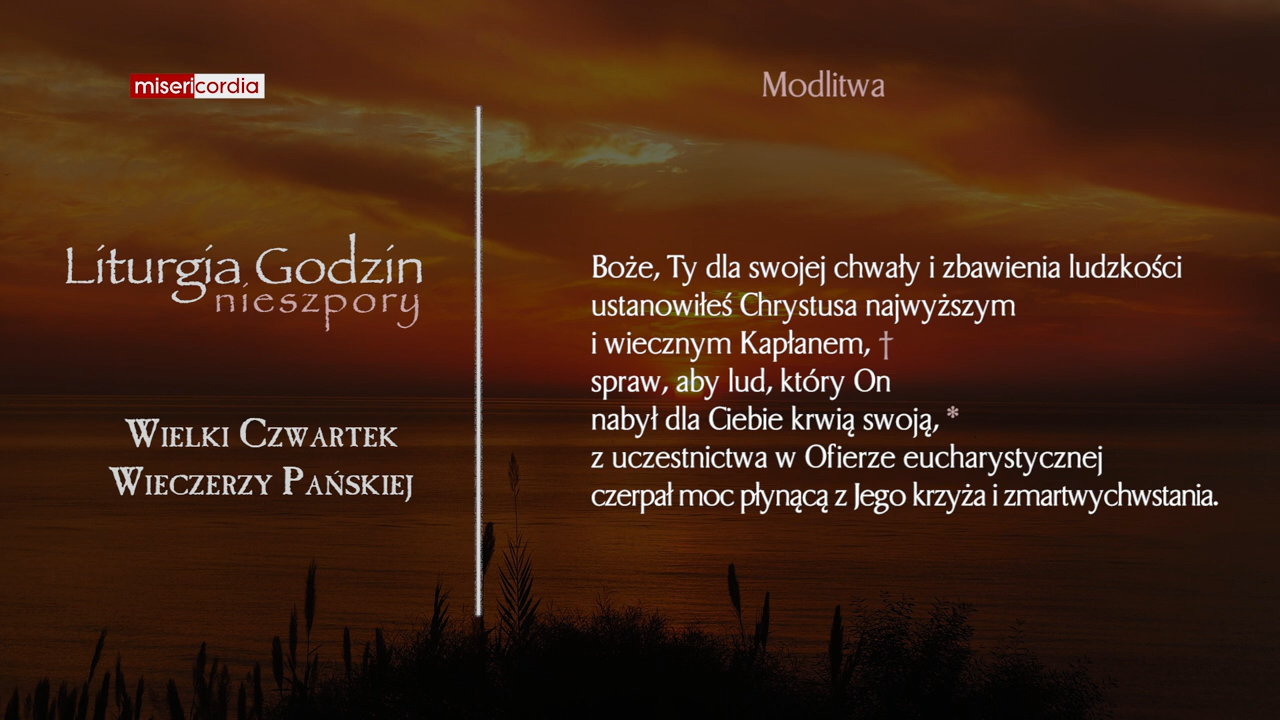 misericordia
Modlitwa
Liturgia Godzin
nieszpory
Wielki Czwartek
Wieczerzy Pańskiej
Boże, Ty dla swojej chwały i zbawienia ludzkości
ustanowiłeś Chrystusa najwyższym
i wiecznym Kapłanem, †
spraw, aby lud, który On
nabył dla Ciebie krwią swoją, *
z uczestnictwa w Ofierze eucharystycznej
czerpał moc płynącą z Jego krzyża i zmartwychwstania.